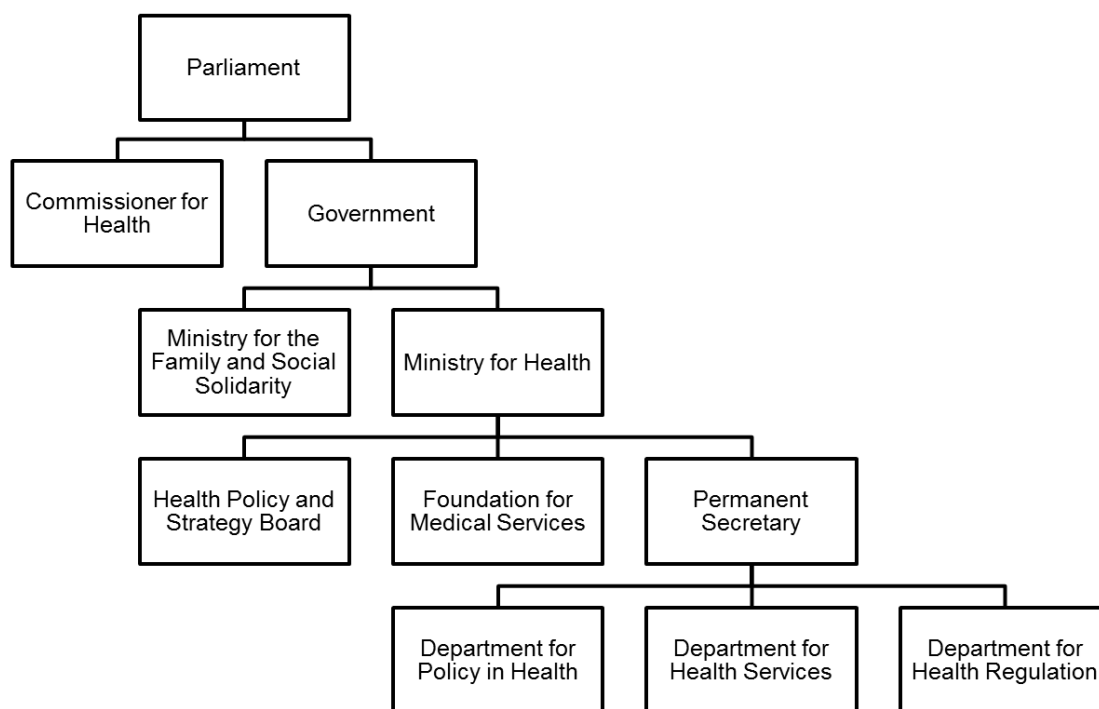 Parliament
Commissioner for
Health
Government
Ministry for the
Family and Social
Solidarity
Ministry for Health
Health Policy and
Strategy Board
Foundation for
Medical Services
Permanent
Secretary
Department for
Policy in Health
Department for
Health Services
Department for
Health Regulation